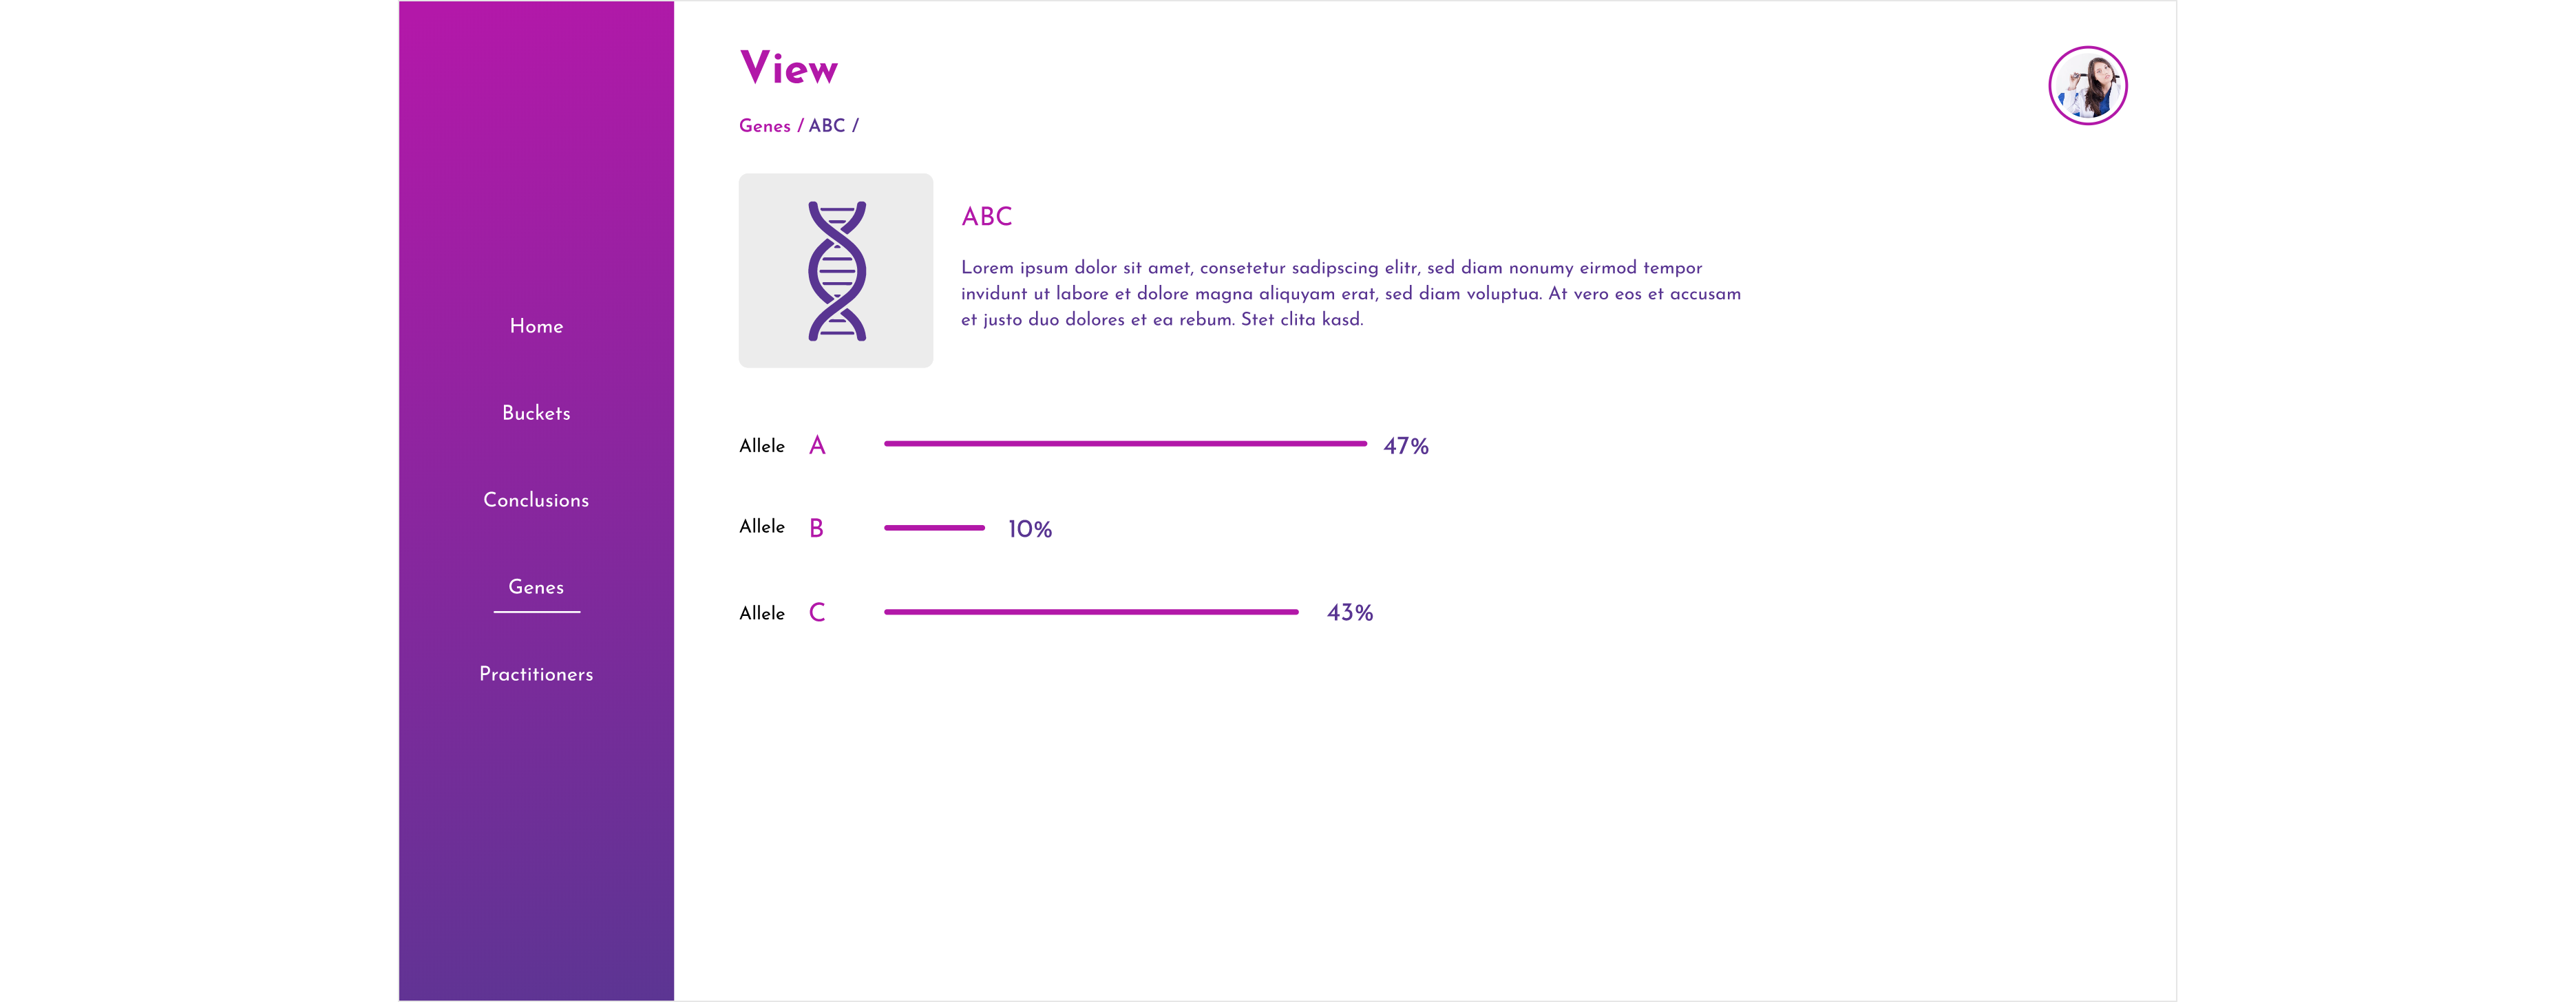 Home
Buckets
Conclusions
Genes
Practitioners
View
Genes / ABC /
ABC
Lorem ipsum dolor sit amet, consetetur sadipscing elitr, sed diam nonumy eirmod tempor
invidunt ut labore et dolore magna aliquyam erat, sed diam voluptua. At vero eos et accusam
et justo duo dolores et ea rebum. Stet clita kasd.
Allele A 47%
Allele B 10%
Allele C 43%